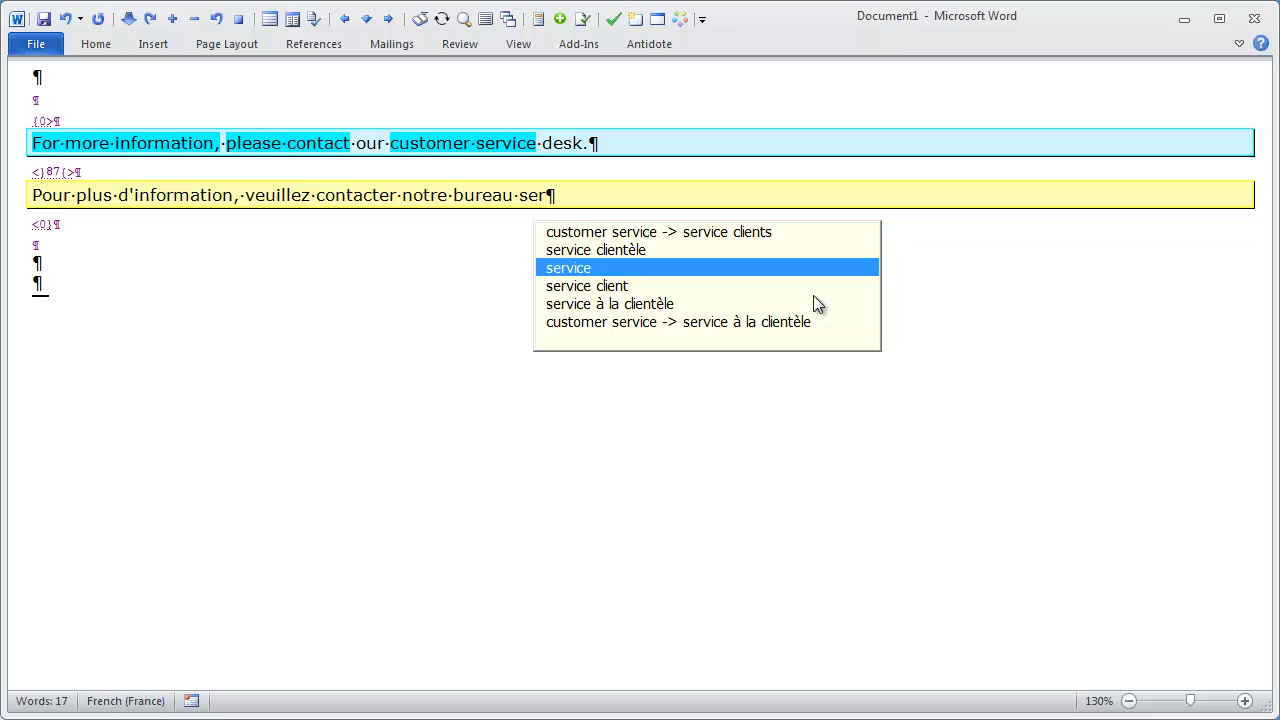 Document1 - Microsoft Word
File Home Insert Page Layout References Mailings Review View Add-Ins Antidote
¶
¶
{0>¶
For·more·information,·please·contact·our·customer·service·desk.¶
<}87{>¶
Pour·plus·d'information,·veuillez·contacter·notre·bureau·ser¶
<0}¶
¶
¶
¶
customer service -> service clients
service clientèle
service
service client
service à la clientèle
customer service -> service à la clientèle
Words: 17 French (France) 130%